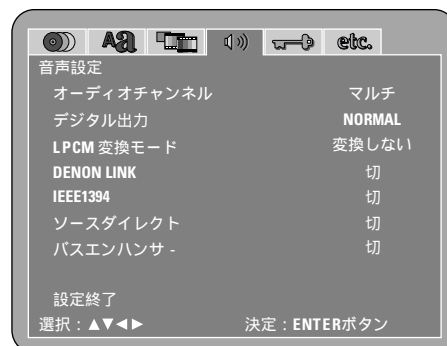 Aa etc.
音声設定
オーディオチャンネル マルチ
デジタル出力 NORMAL
LPCM 変換モード 変換しない
DENON LINK 切
IEEE1394 切
ソースダイレクト 切
バスエンハンサ - 切
設定終了
選択：▲▼◀▶ 決定：ENTERボタン